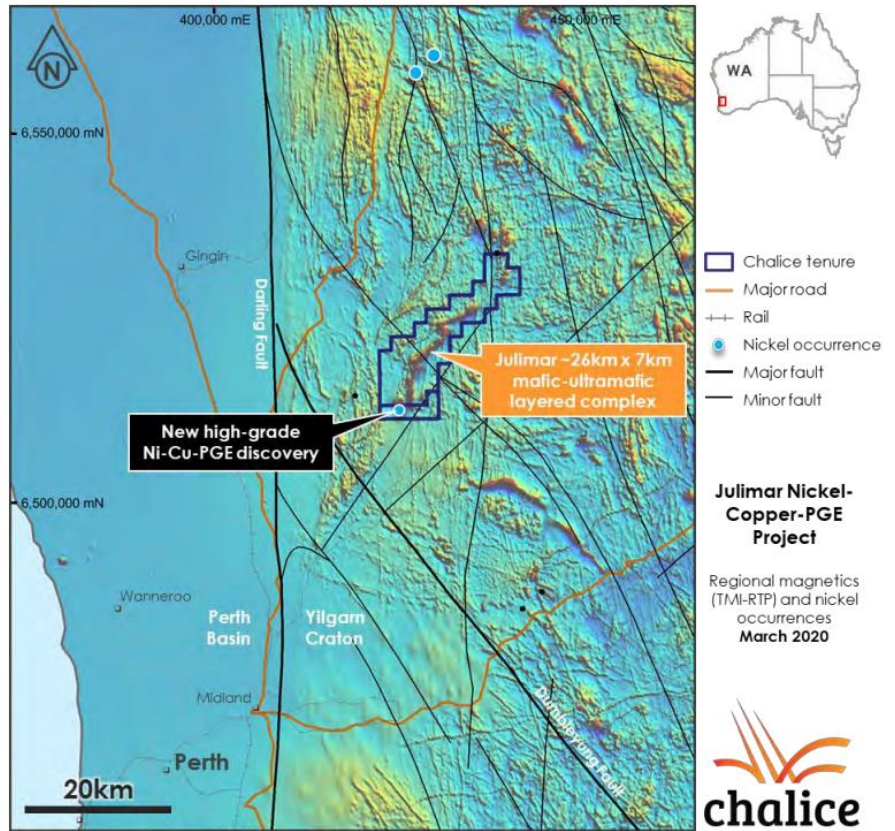 400,000 mE
450,000 mE
N
6,550,000 mN
Gingin
Darling Fault
Julimar ~26km x 7km
mafic-ultramafic
layered complex
New high-grade
Ni-Cu-PGE discovery
6,500,000 mN
Wanneroo
Perth
Basin
Yilgarn
Craton
Midland
Dumbleyung Fault
Perth
20km
WA
Chalice tenure
Major road
Rail
Nickel occurrence
Major fault
Minor fault
Julimar Nickel-
Copper-PGE
Project
Regional magnetics
(TMI-RTP) and nickel
occurrences
March 2020
chalice